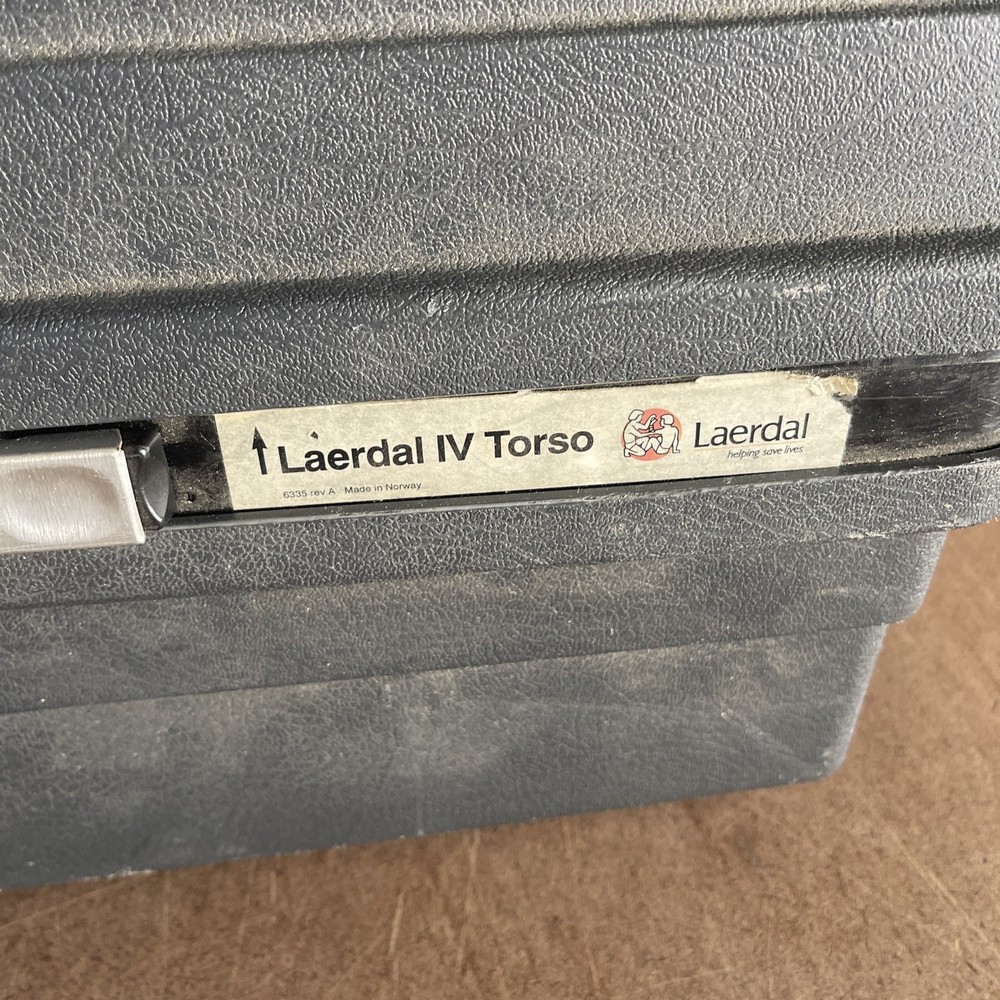 Laerdal IV Torso
6335 rev A Made in Norway
Laerdal
helping save lives